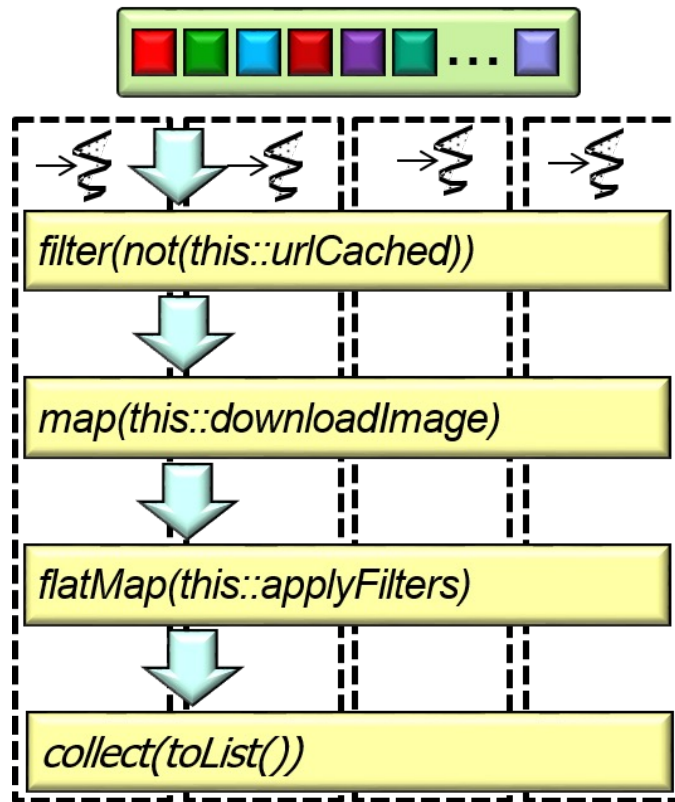 ...
filter(not(this::urlCached))
map(this::downloadImage)
flatMap(this::applyFilters)
collect(toList())